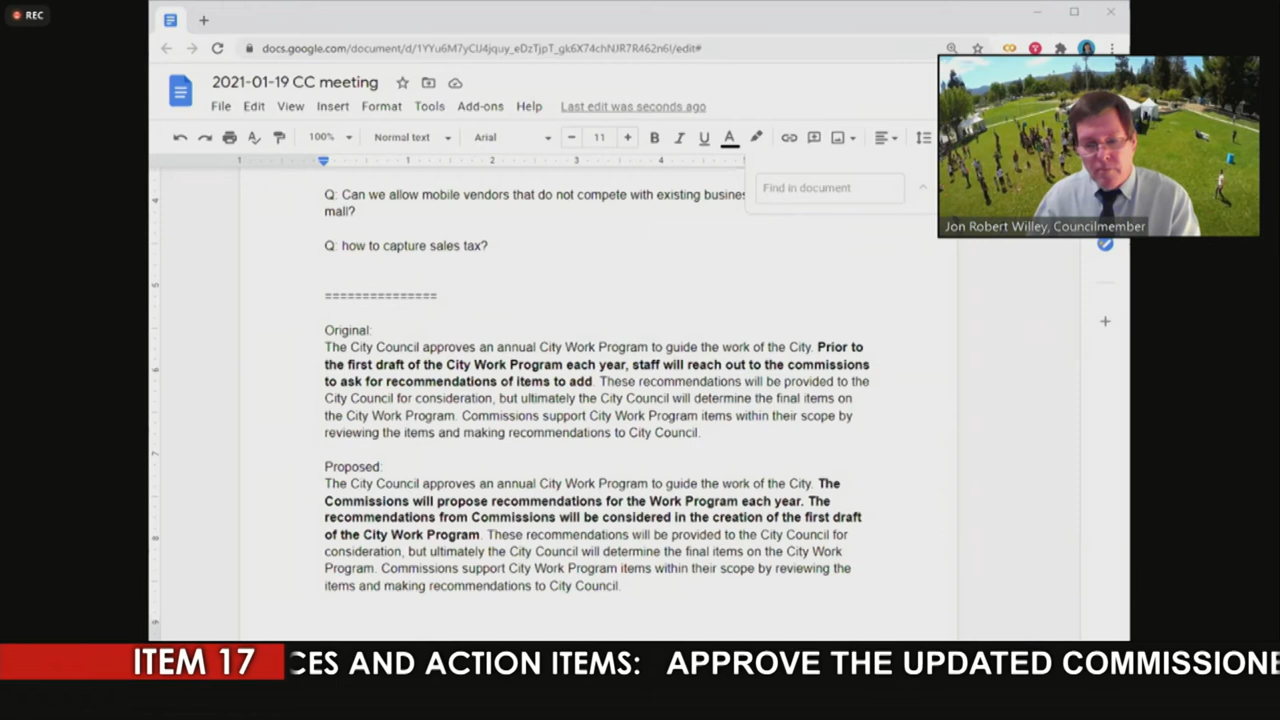 REC
docs.google.com/document/d/1YYu6M7yCIJ4jquy_eDzTjpT_gk6X74chNJR7R462n6I/edit#
2021-01-19 CC meeting
File Edit View Insert Format Tools Add-ons Help Last edit was seconds ago
100% Normal text Arial 11 B I U A
1 1 2 3 4
Find in document
Jon Robert Willey, Councilmember
Q: Can we allow mobile vendors that do not compete with existing busines
mall?
Q: how to capture sales tax?
===============
Original:
The City Council approves an annual City Work Program to guide the work of the City. Prior to
the first draft of the City Work Program each year, staff will reach out to the commissions
to ask for recommendations of items to add. These recommendations will be provided to the
City Council for consideration, but ultimately the City Council will determine the final items on
the City Work Program. Commissions support City Work Program items within their scope by
reviewing the items and making recommendations to City Council.
Proposed:
The City Council approves an annual City Work Program to guide the work of the City. The
Commissions will propose recommendations for the Work Program each year. The
recommendations from Commissions will be considered in the creation of the first draft
of the City Work Program. These recommendations will be provided to the City Council for
consideration, but ultimately the City Council will determine the final items on the City Work
Program. Commissions support City Work Program items within their scope by reviewing the
items and making recommendations to City Council.
ITEM 17 CES AND ACTION ITEMS: APPROVE THE UPDATED COMMISSIONE